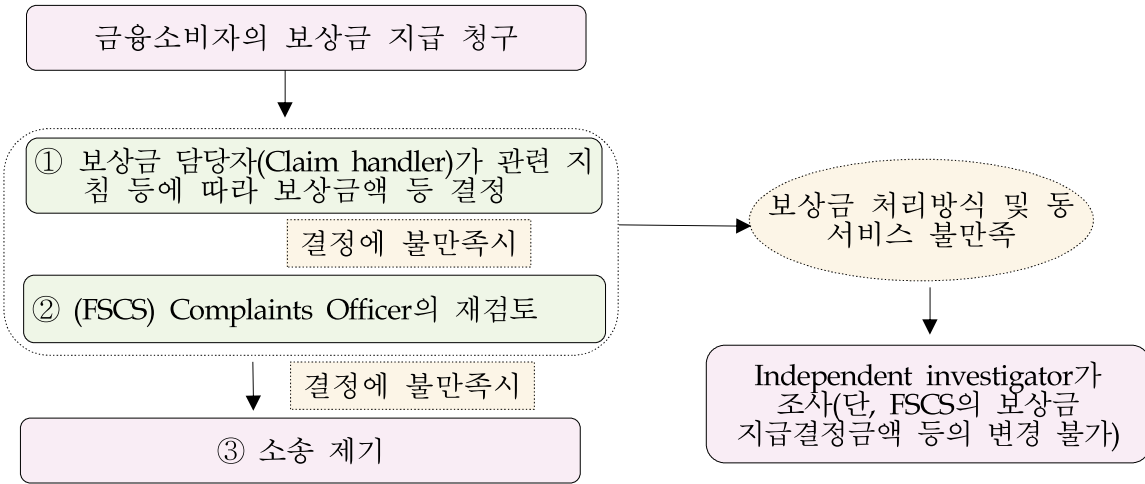 금융소비자의 보상금 지급 청구
① 보상금 담당자(Claim handler)가 관련 지
침 등에 따라 보상금액 등 결정
결정에 불만족시
② (FSCS) Complaints Officer의 재검토
결정에 불만족시
③ 소송 제기
보상금 처리방식 및 동
서비스 불만족
Independent investigator가
조사(단, FSCS의 보상금
지급결정금액 등의 변경 불가)